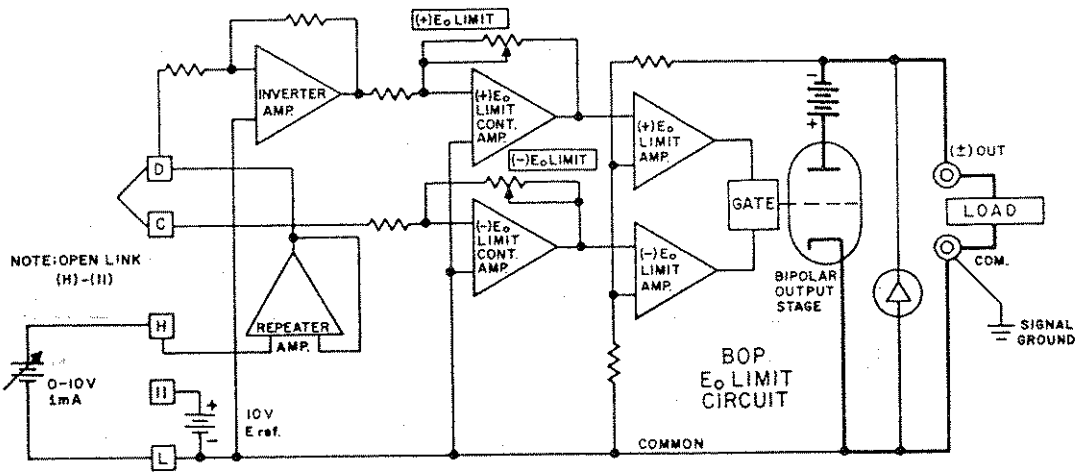 (+)E₀ LIMIT
INVERTER
AMP.
(+)E₀
LIMIT
CONT.
AMP.
(+)E₀
LIMIT
AMP.
(-)E₀ LIMIT
(-)E₀
LIMIT
CONT.
AMP.
(-)E₀
LIMIT
AMP.
GATE
-
+
BIPOLAR
OUTPUT
STAGE
(±) OUT
LOAD
COM.
SIGNAL
GROUND
D
C
NOTE: OPEN LINK
(H)-(11)
REPEATER
AMP.
H
0-10V
1mA
11
+
-
10V
E ref.
L
COMMON
BOP
E₀ LIMIT
CIRCUIT